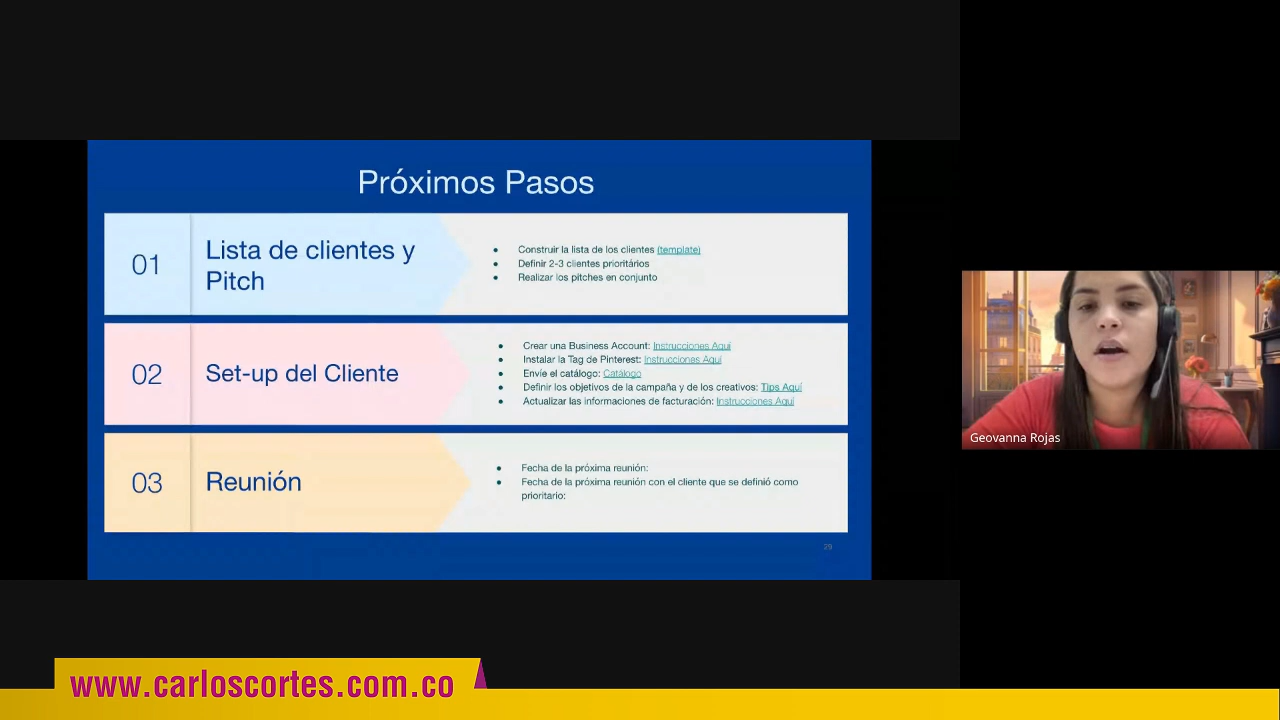 Próximos Pasos
01
Lista de clientes y
Pitch
● Construir la lista de los clientes (template)
● Definir 2-3 clientes prioritários
● Realizar los pitches en conjunto
02
Set-up del Cliente
● Crear una Business Account: Instrucciones Aquí
● Instalar la Tag de Pinterest: Instrucciones Aquí
● Envíe el catálogo: Catálogo
● Definir los objetivos de la campaña y de los creativos: Tips Aquí
● Actualizar las informaciones de facturación: Instrucciones Aquí
03
Reunión
● Fecha de la próxima reunión:
● Fecha de la próxima reunión con el cliente que se definió como
prioritario:
29
Geovanna Rojas
www.carloscortes.com.co